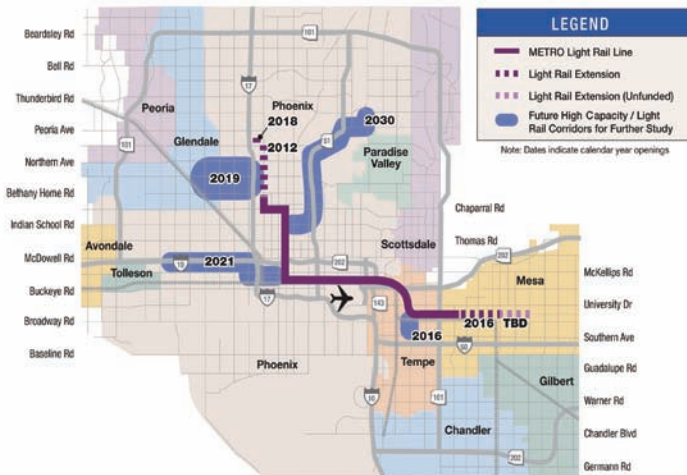 LEGEND
METRO Light Rail Line
Light Rail Extension
Light Rail Extension (Unfunded)
Future High Capacity / Light
Rail Corridors for Further Study
Note: Dates indicate calendar year openings
Beardsley Rd
Bell Rd
Thunderbird Rd
Peoria Ave
Northern Ave
Bethany Home Rd
Indian School Rd
McDowell Rd
Buckeye Rd
Broadway Rd
Baseline Rd
101
17
Peoria
Phoenix
2018
2012
2030
51
Glendale
101
2019
Paradise
Valley
Chaparral Rd
Scottsdale
Thomas Rd
202
Avondale
Tolleson
10
2021
202
17
143
McKellips Rd
Mesa
University Dr
2016
TBD
2016
Southern Ave
60
Tempe
Phoenix
Guadalupe Rd
Gilbert
10
101
Warner Rd
Chandler
Chandler Blvd
202
Germann Rd